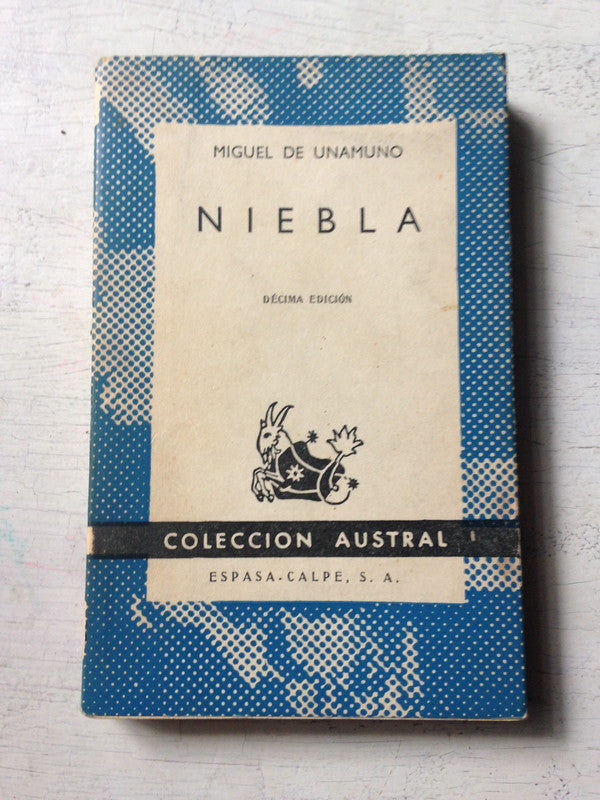 MIGUEL DE UNAMUNO
NIEBLA
DÉCIMA EDICIÓN
COLECCION AUSTRAL
ESPASA-CALPE, S. A.